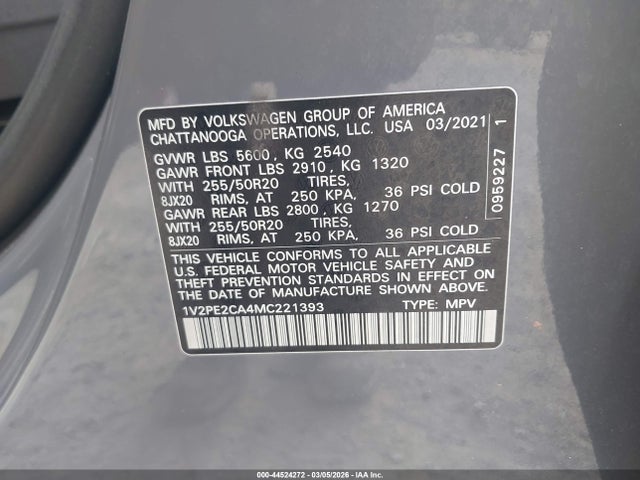 MFD BY VOLKSWAGEN GROUP OF AMERICA
CHATTANOOGA OPERATIONS, LLC. USA 03/2021
GVWR LBS 5600 , KG 2540
GAWR FRONT LBS 2910 , KG 1320
WITH 255/50R20 TIRES,
8JX20 RIMS, AT 250 KPA, 36 PSI COLD
GAWR REAR LBS 2800 , KG 1270
WITH 255/50R20 TIRES,
8JX20 RIMS, AT 250 KPA, 36 PSI COLD
THIS VEHICLE CONFORMS TO ALL APPLICABLE
U.S. FEDERAL MOTOR VEHICLE SAFETY AND
THEFT PREVENTION STANDARDS IN EFFECT ON
THE DATE OF MANUFACTURE SHOWN ABOVE.
1V2PE2CA4MC221393 TYPE: MPV
0959227 1
000-44524272 - 03/05/2026 - IAA Inc.